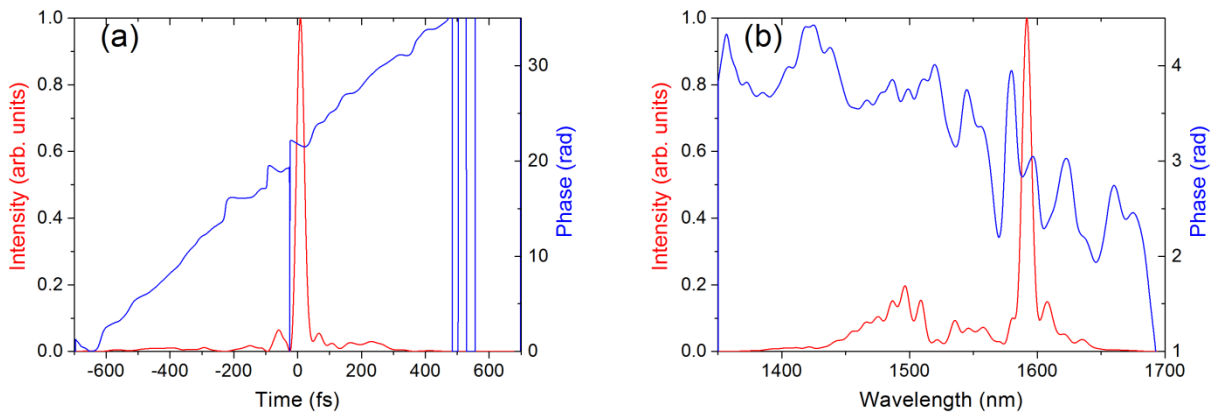 (a)
Intensity (arb. units)
1.0
0.8
0.6
0.4
0.2
0.0
-600 -400 -200 0 200 400 600
Time (fs)
30
20
10
0
Phase (rad)
(b)
Intensity (arb. units)
1.0
0.8
0.6
0.4
0.2
0.0
1400 1500 1600 1700
Wavelength (nm)
4
3
2
1
Phase (rad)